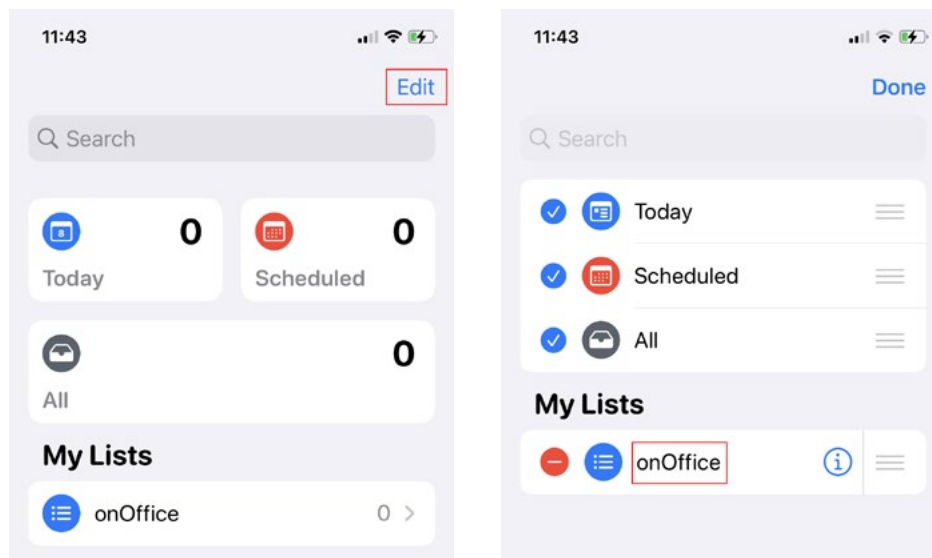 11:43
Edit
Search
8
0
0
Today
Scheduled
0
All
My Lists
onOffice
0
11:43
Done
Search
Today
Scheduled
All
My Lists
onOffice